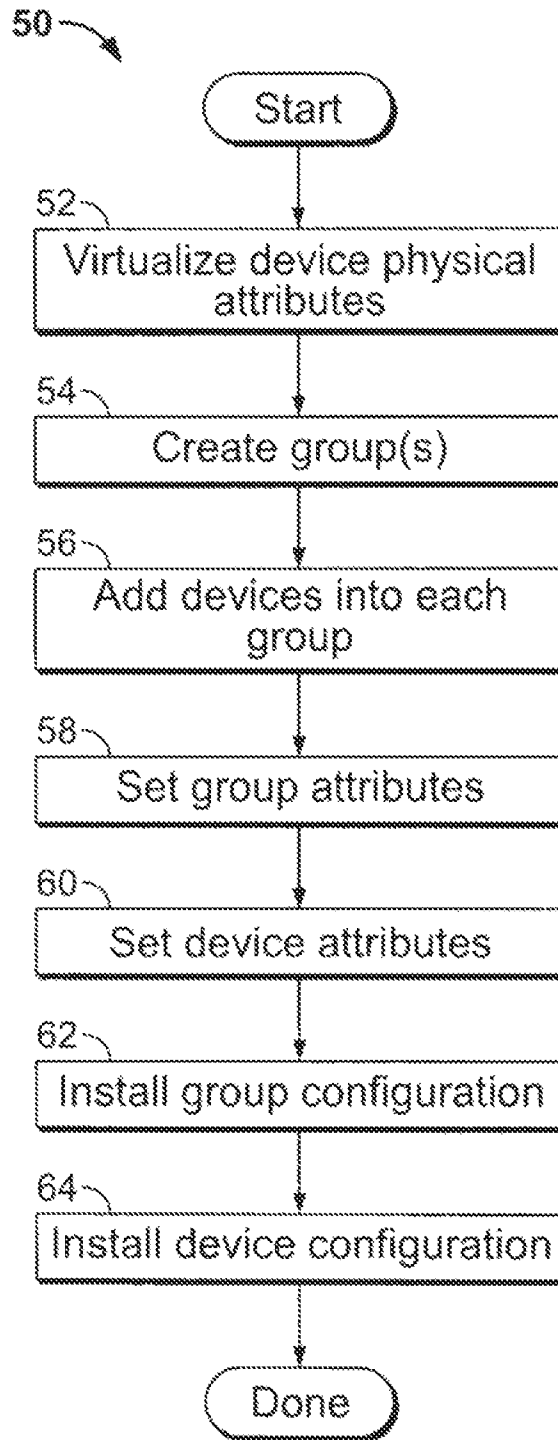 50
Start
52
Virtualize device physical
attributes
54
Create group(s)
56
Add devices into each
group
58
Set group attributes
60
Set device attributes
62
Install group configuration
64
Install device configuration
Done